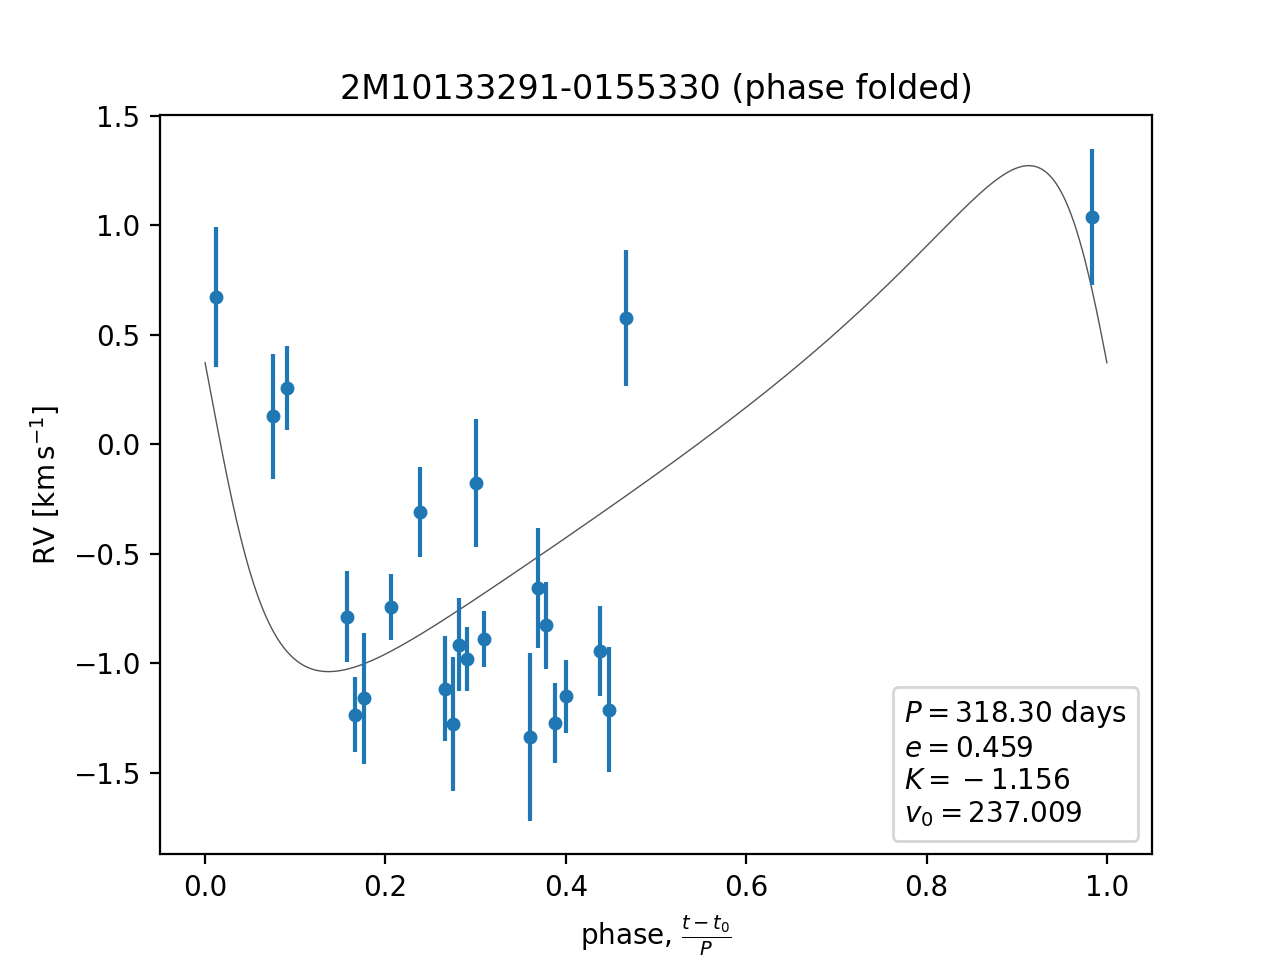 2M10133291-0155330 (phase folded)
RV [km s⁻¹]
1.5
1.0
0.5
0.0
−0.5
−1.0
−1.5
P = 318.30 days
e = 0.459
K = −1.156
v₀ = 237.009
0.0 0.2 0.4 0.6 0.8 1.0
phase, (t − t₀)/P